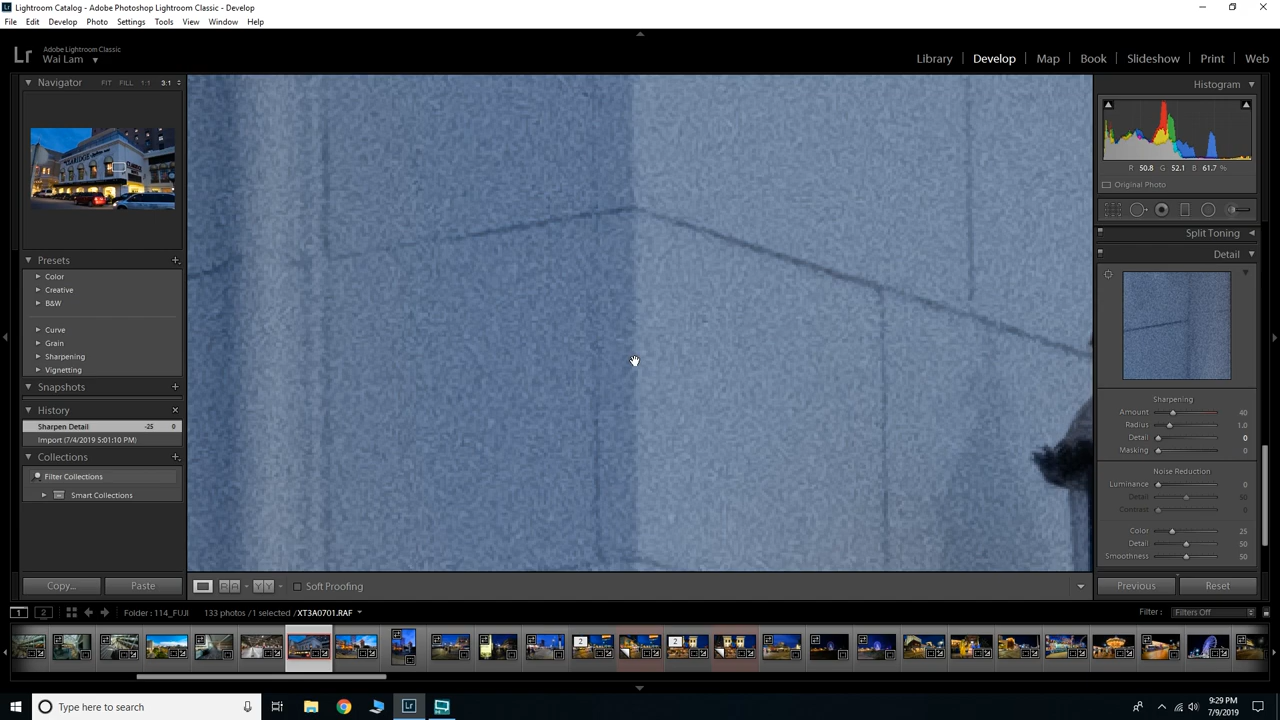 Lightroom Catalog - Adobe Photoshop Lightroom Classic - Develop
File Edit Develop Photo Settings Tools View Window Help
Lr Adobe Lightroom Classic
Wai Lam
Library Develop Map Book Slideshow Print Web
Navigator FIT FILL 1:1 3:1
Presets
Color
Creative
B&W
Curve
Grain
Sharpening
Vignetting
Snapshots
History
Sharpen Detail -25 0
Import (7/4/2019 5:01:10 PM)
Collections
Filter Collections
Smart Collections
Copy... Paste
Soft Proofing
Histogram
R 50.8 G 52.1 B 61.7 %
Original Photo
Split Toning
Detail
Sharpening
Amount 40
Radius 1.0
Detail 0
Masking 0
Noise Reduction
Luminance 0
Detail 50
Contrast 0
Color 25
Detail 50
Smoothness 50
Previous Reset
1 2 Folder : 114_FUJI 133 photos / 1 selected / XT3A0701.RAF Filter : Filters Off
2 2
Type here to search
Lr
9:29 PM
7/9/2019